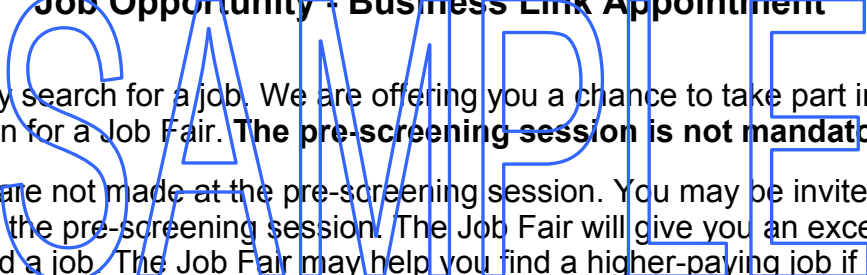 Job Opportunity - Business Link Appointment
y search for a job. We are offering you a chance to take part i
n for a Job Fair. The pre-screening session is not mandato
are not made at the pre-screening session. You may be invite
the pre-screening session. The Job Fair will give you an exce
d a job. The Job Fair may help you find a higher-paying job if
SAMPLE